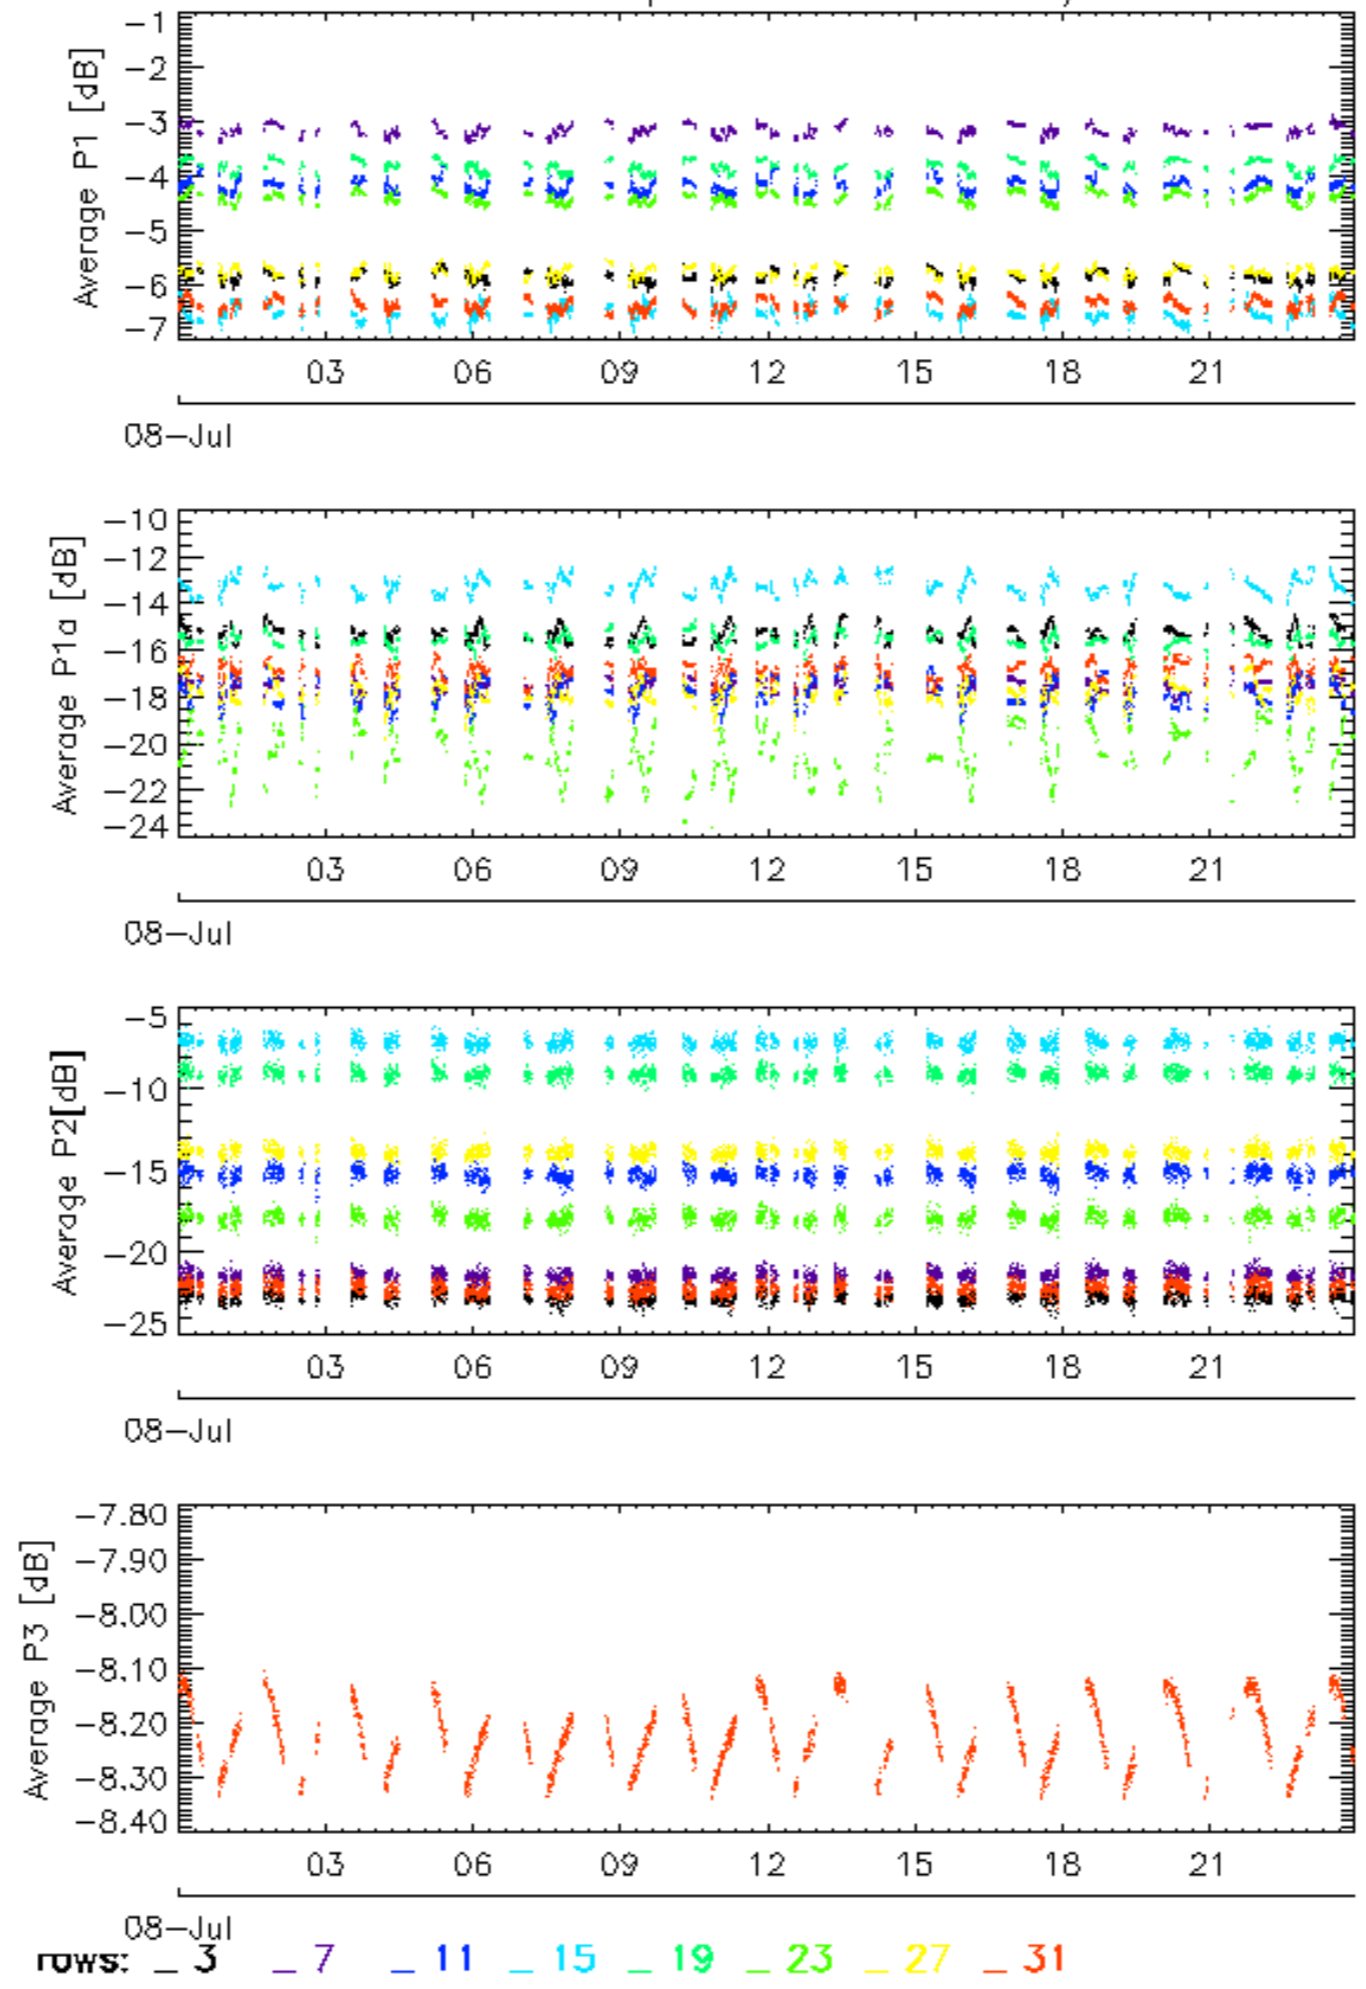 -1
-2
-3
-4
-5
-6
-7
Average P1 [dB]
03 06 09 12 15 18 21
08-Jul
-10
-12
-14
-16
-18
-20
-22
-24
Average P1a [dB]
03 06 09 12 15 18 21
08-Jul
-5
-10
-15
-20
-25
Average P2[dB]
03 06 09 12 15 18 21
08-Jul
-7.80
-7.90
-8.00
-8.10
-8.20
-8.30
-8.40
Average P3 [dB]
03 06 09 12 15 18 21
08-Jul
rows: _ 3 _ 7 _ 11 _ 15 _ 19 _ 23 _ 27 _ 31